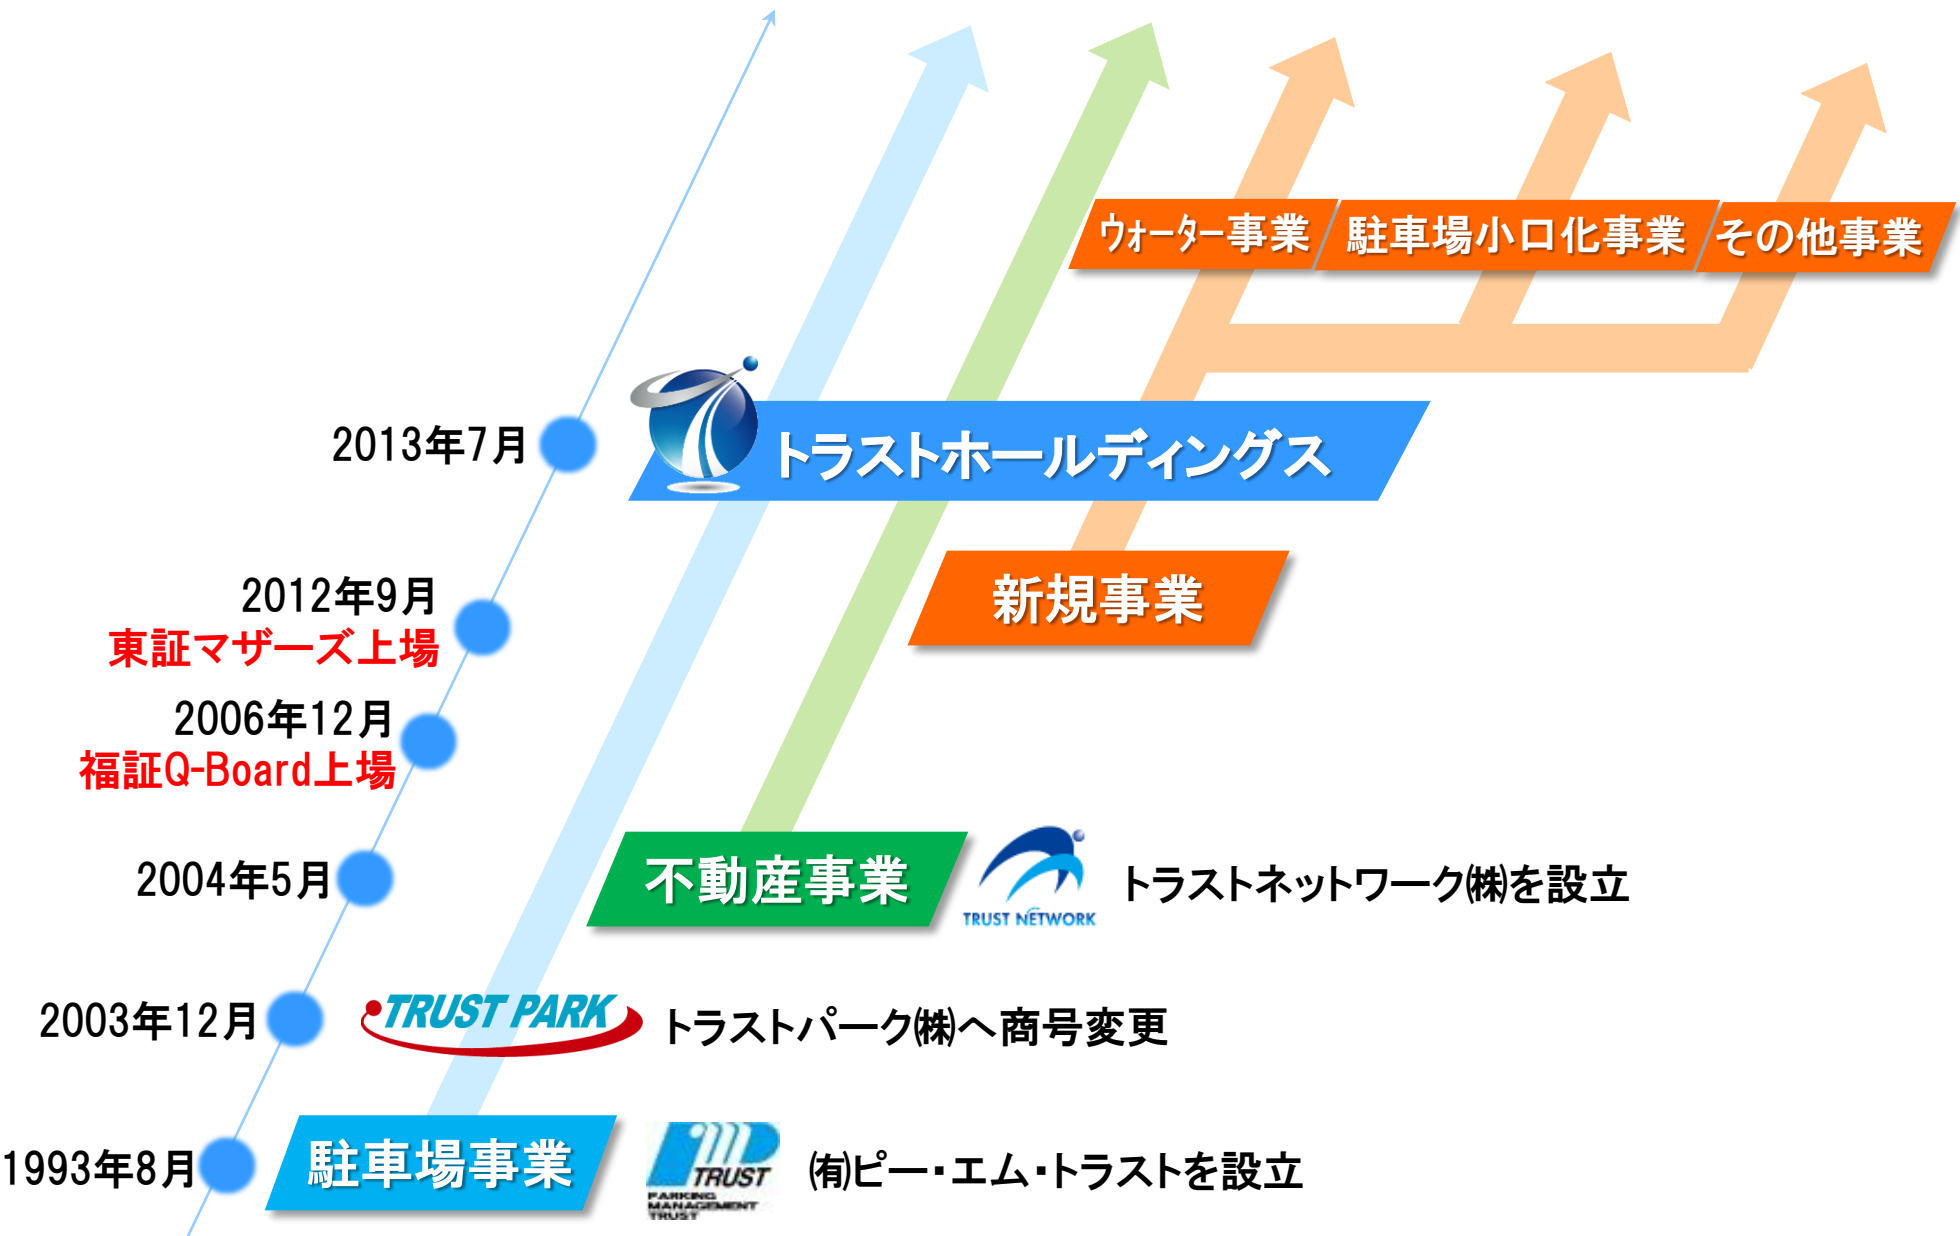 ｳｫｰﾀｰ事業
駐車場小口化事業
その他事業
2013年7月
トラストホールディングス
2012年9月
東証マザーズ上場
新規事業
2006年12月
福証Q-Board上場
2004年5月
不動産事業
TRUST NETWORK
トラストネットワーク㈱を設立
2003年12月
TRUST PARK
トラストパーク㈱へ商号変更
1993年8月
駐車場事業
TRUST
PARKING
MANAGEMENT
TRUST
㈲ピー・エム・トラストを設立